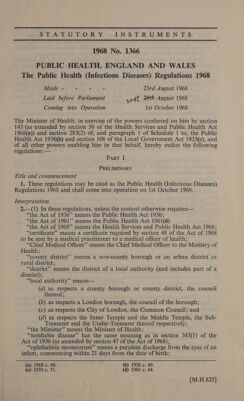 STATUTORY INSTRUMENTS
1968 No. 1366
PUBLIC HEALTH, ENGLAND AND WALES
The Public Health (Infectious Diseases) Regulations 1968
Made - - - - 23rd August 1968
Laid before Parliament 29th August 1968
Coming into Operation 1st October 1968
The Minister of Health, in exercise of the powers conferred on him by section
143 (as extended by section 36 of the Health Services and Public Health Act
1968(a)) and section 283(2) of, and paragraph 1 of Schedule 1 to, the Public
Health Act 1936(b) and section 108 of the Local Government Act 1933(c), and
of all other powers enabling him in that behalf, hereby makes the following
regulations:—
PART I
PRELIMINARY
Title and commencement
1. These regulations may be cited as the Public Health (Infectious Diseases)
Regulations 1968 and shall come into operation on 1st October 1968.
Interpretation
2.—(1) In these regulations, unless the context otherwise requires—
"the Act of 1936" means the Public Health Act 1936;
"the Act of 1961" means the Public Health Act 1961(d)
"the Act of 1968" means the Health Services and Public Health Act 1968;
"certificate" means a certificate required by section 48 of the Act of 1968
to be sent by a medical practitioner to a medical officer of health;
"Chief Medical Officer" means the Chief Medical Officer to the Ministry of
Health;
"county district" means a non-county borough or an urban district or
rural district;
"district" means the district of a local authority (and includes part of a
district);
"local authority" means—
(a) as respects a county borough or county district, the council
thereof;
(b) as respects a London borough, the council of the borough;
(c) as respects the City of London, the Common Council; and
(d) as respects the Inner Temple and the Middle Temple, the Sub-
Treasurer and the Under-Treasurer thereof respectively;
"the Minister" means the Minister of Health;
"notifiable disease" has the same meaning as in section 343(1) of the
Act of 1936 (as amended by section 47 of the Act of 1968);
"ophthalmia neonatorum" means a purulent discharge from the eyes of an
infant, commencing within 21 days from the date of birth;
(a) 1968 c. 46. (b) 1936 c. 49.
(c) 1933 c. 51. (d) 1961 c. 64.
[M.H.825]